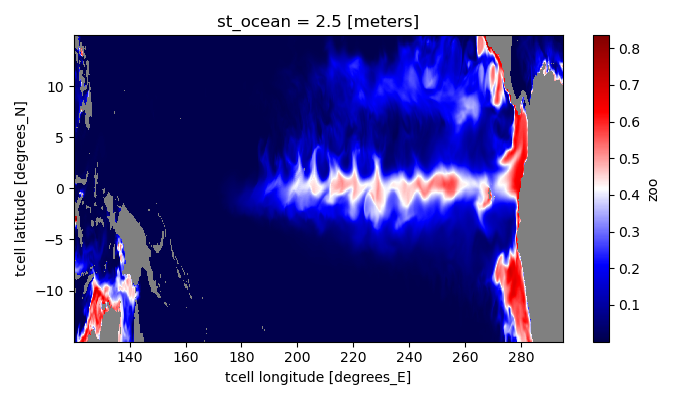 st_ocean = 2.5 [meters]
10
5
0
−5
−10
tcell latitude [degrees_N]
140 160 180 200 220 240 260 280
tcell longitude [degrees_E]
0.8
0.7
0.6
0.5
0.4
0.3
0.2
0.1
zoo